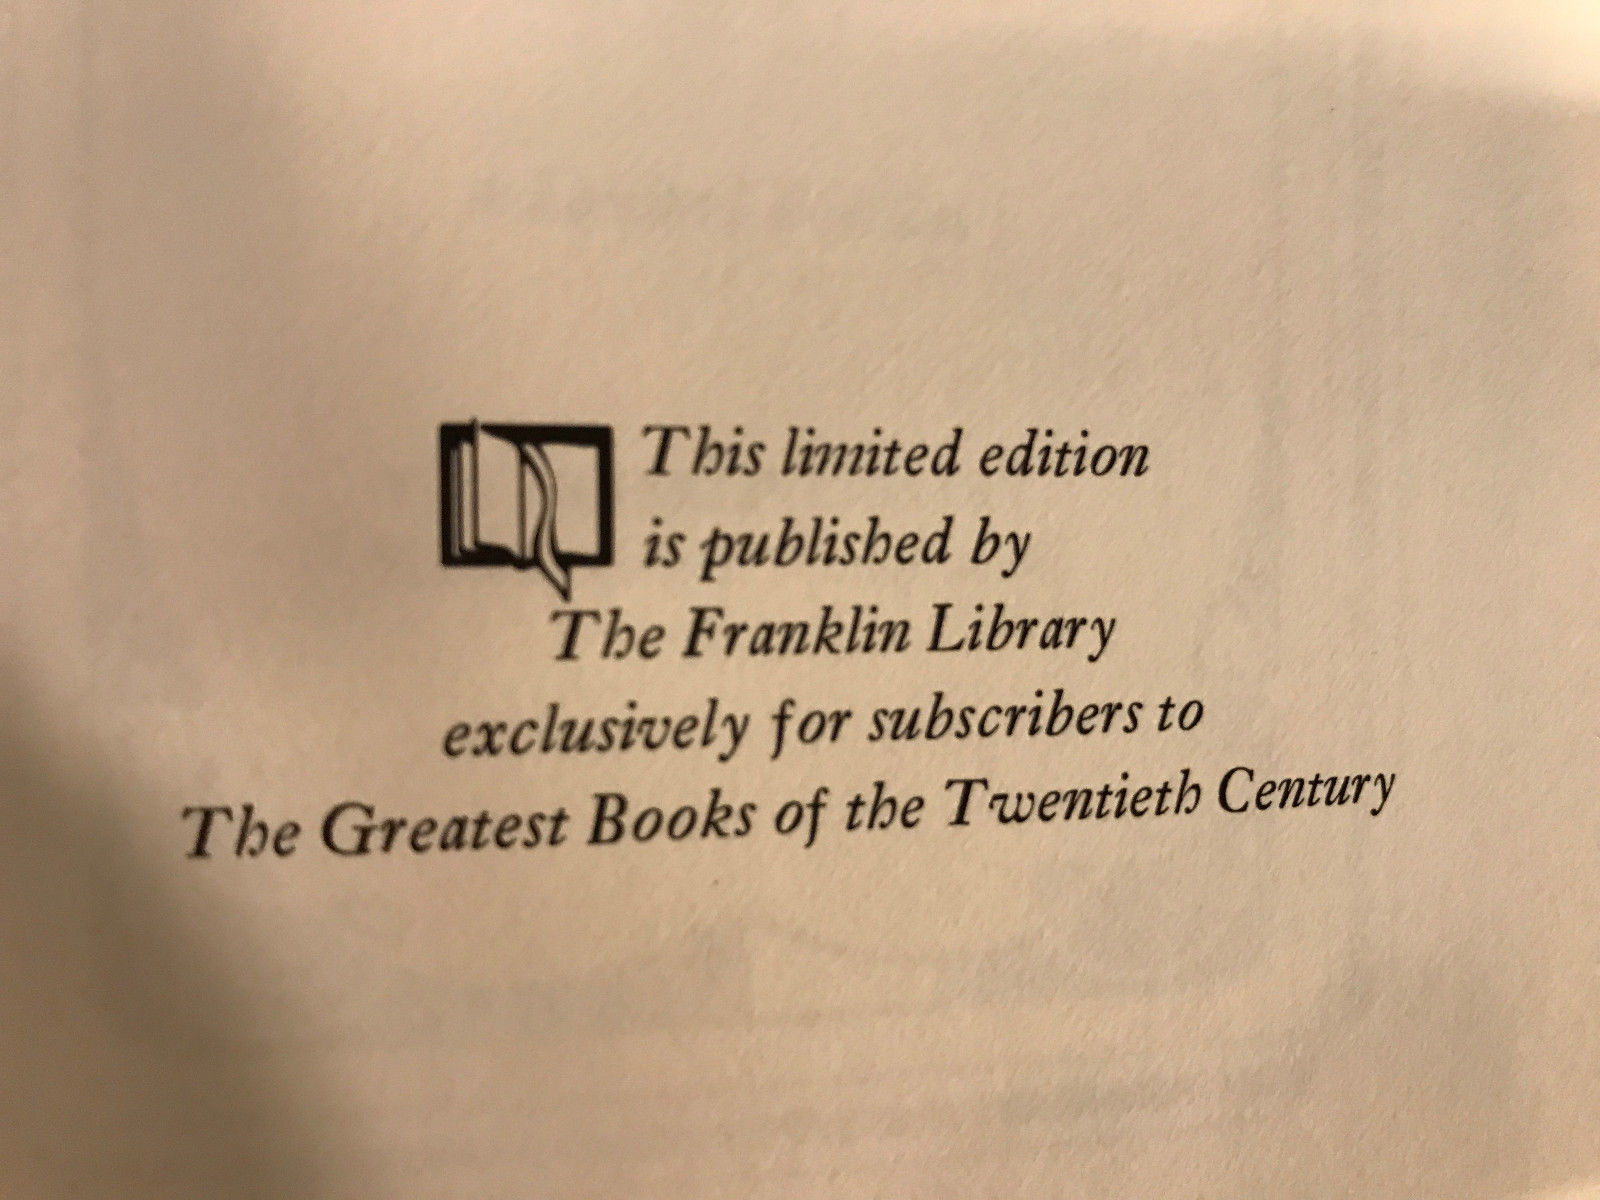 This limited edition
is published by
The Franklin Library
exclusively for subscribers to
The Greatest Books of the Twentieth Century